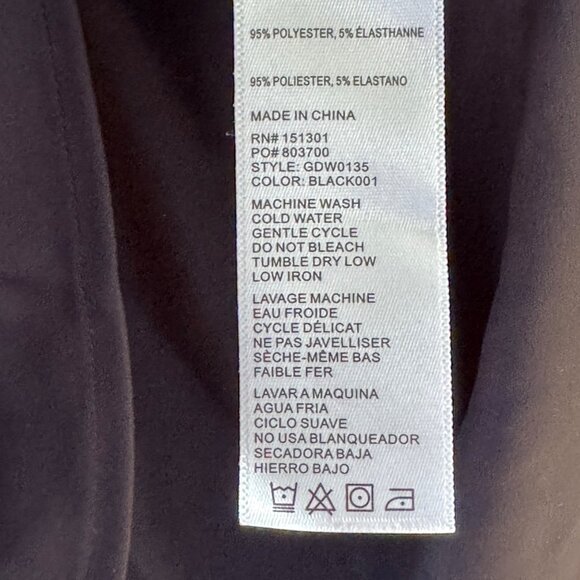 95% POLYESTER, 5% ÉLASTHANNE
95% POLIESTER, 5% ELASTANO
MADE IN CHINA
RN# 151301
PO# 803700
STYLE: GDW0135
COLOR: BLACK001
MACHINE WASH
COLD WATER
GENTLE CYCLE
DO NOT BLEACH
TUMBLE DRY LOW
LOW IRON
LAVAGE MACHINE
EAU FROIDE
CYCLE DÉLICAT
NE PAS JAVELLISER
SÈCHE-MÊME BAS
FAIBLE FER
LAVAR A MAQUINA
AGUA FRIA
CICLO SUAVE
NO USA BLANQUEADOR
SECADORA BAJA
HIERRO BAJO